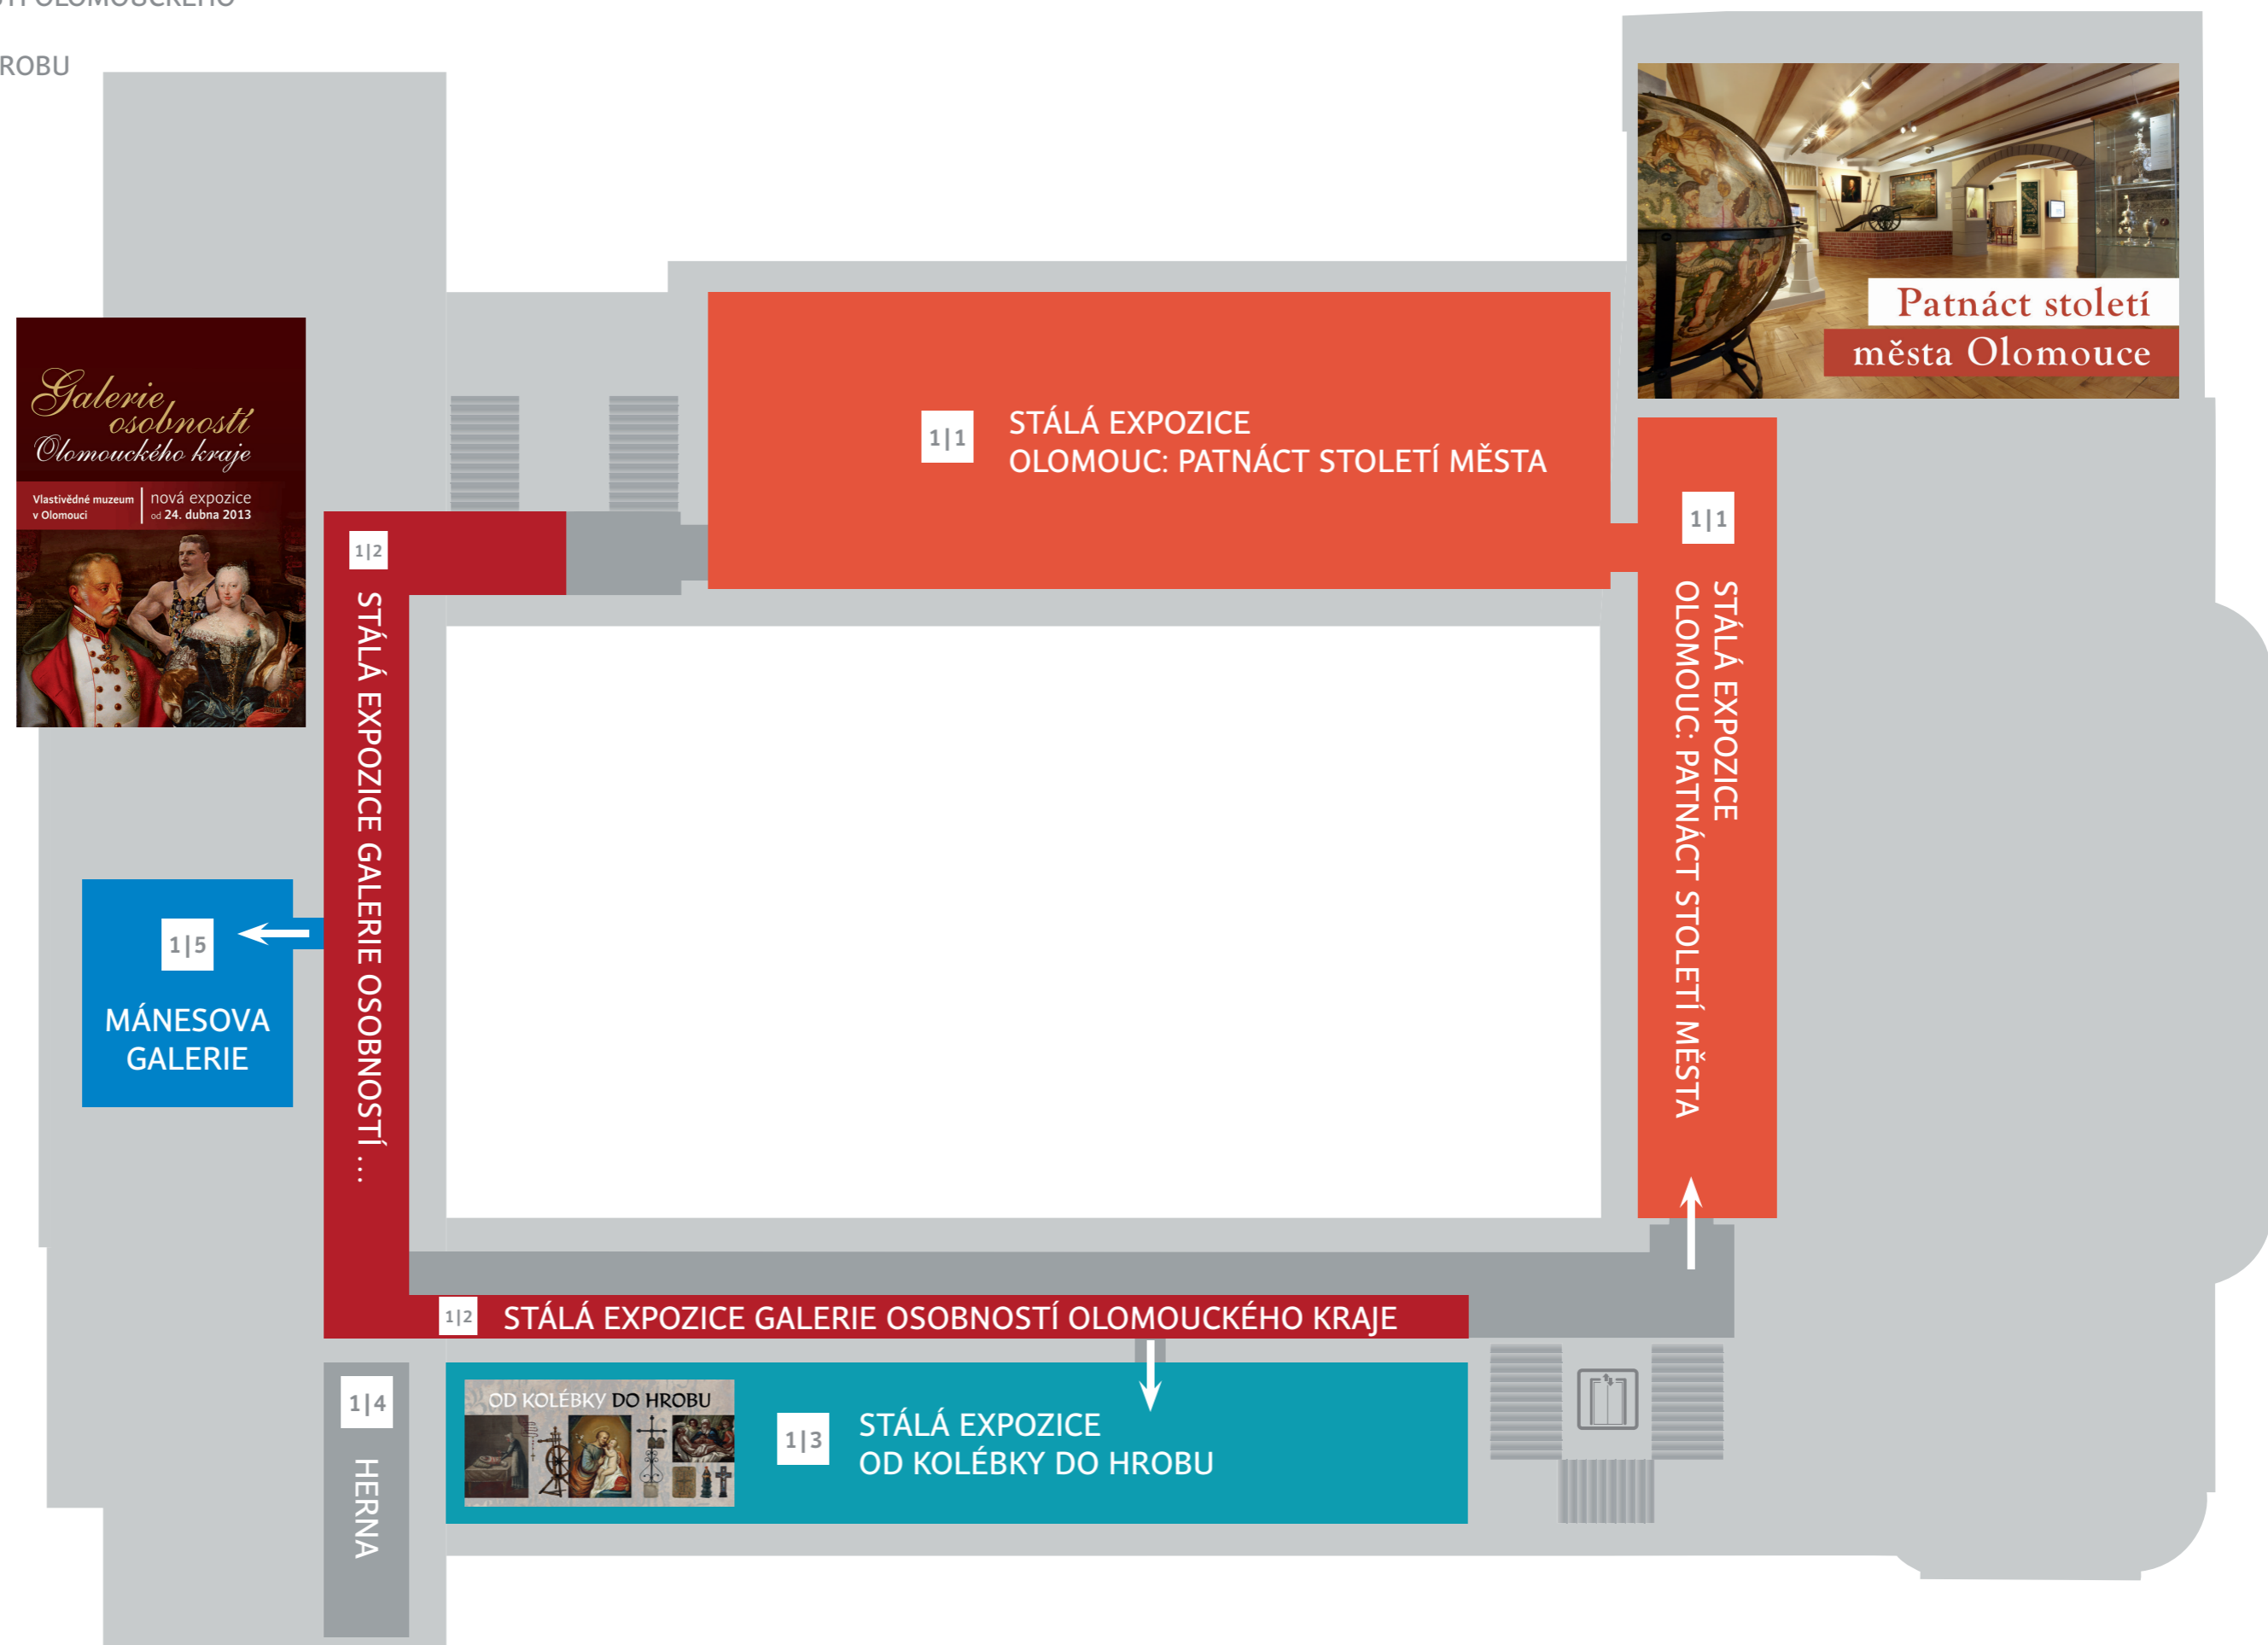 HROBU
Galerie
osobností
Olomouckého kraje
Vlastivědné muzeum
v Olomouci
nová expozice
od 24. dubna 2013
Patnáct století
města Olomouce
1|1
STÁLÁ EXPOZICE
OLOMOUC: PATNÁCT STOLETÍ MĚSTA
1|1
STÁLÁ EXPOZICE
OLOMOUC: PATNÁCT STOLETÍ MĚSTA
1|2
STÁLÁ EXPOZICE GALERIE OSOBNOSTÍ ...
1|5
MÁNESOVA
GALERIE
1|2
STÁLÁ EXPOZICE GALERIE OSOBNOSTÍ OLOMOUCKÉHO KRAJE
1|4
HERNA
OD KOLÉBKY DO HROBU
1|3
STÁLÁ EXPOZICE
OD KOLÉBKY DO HROBU